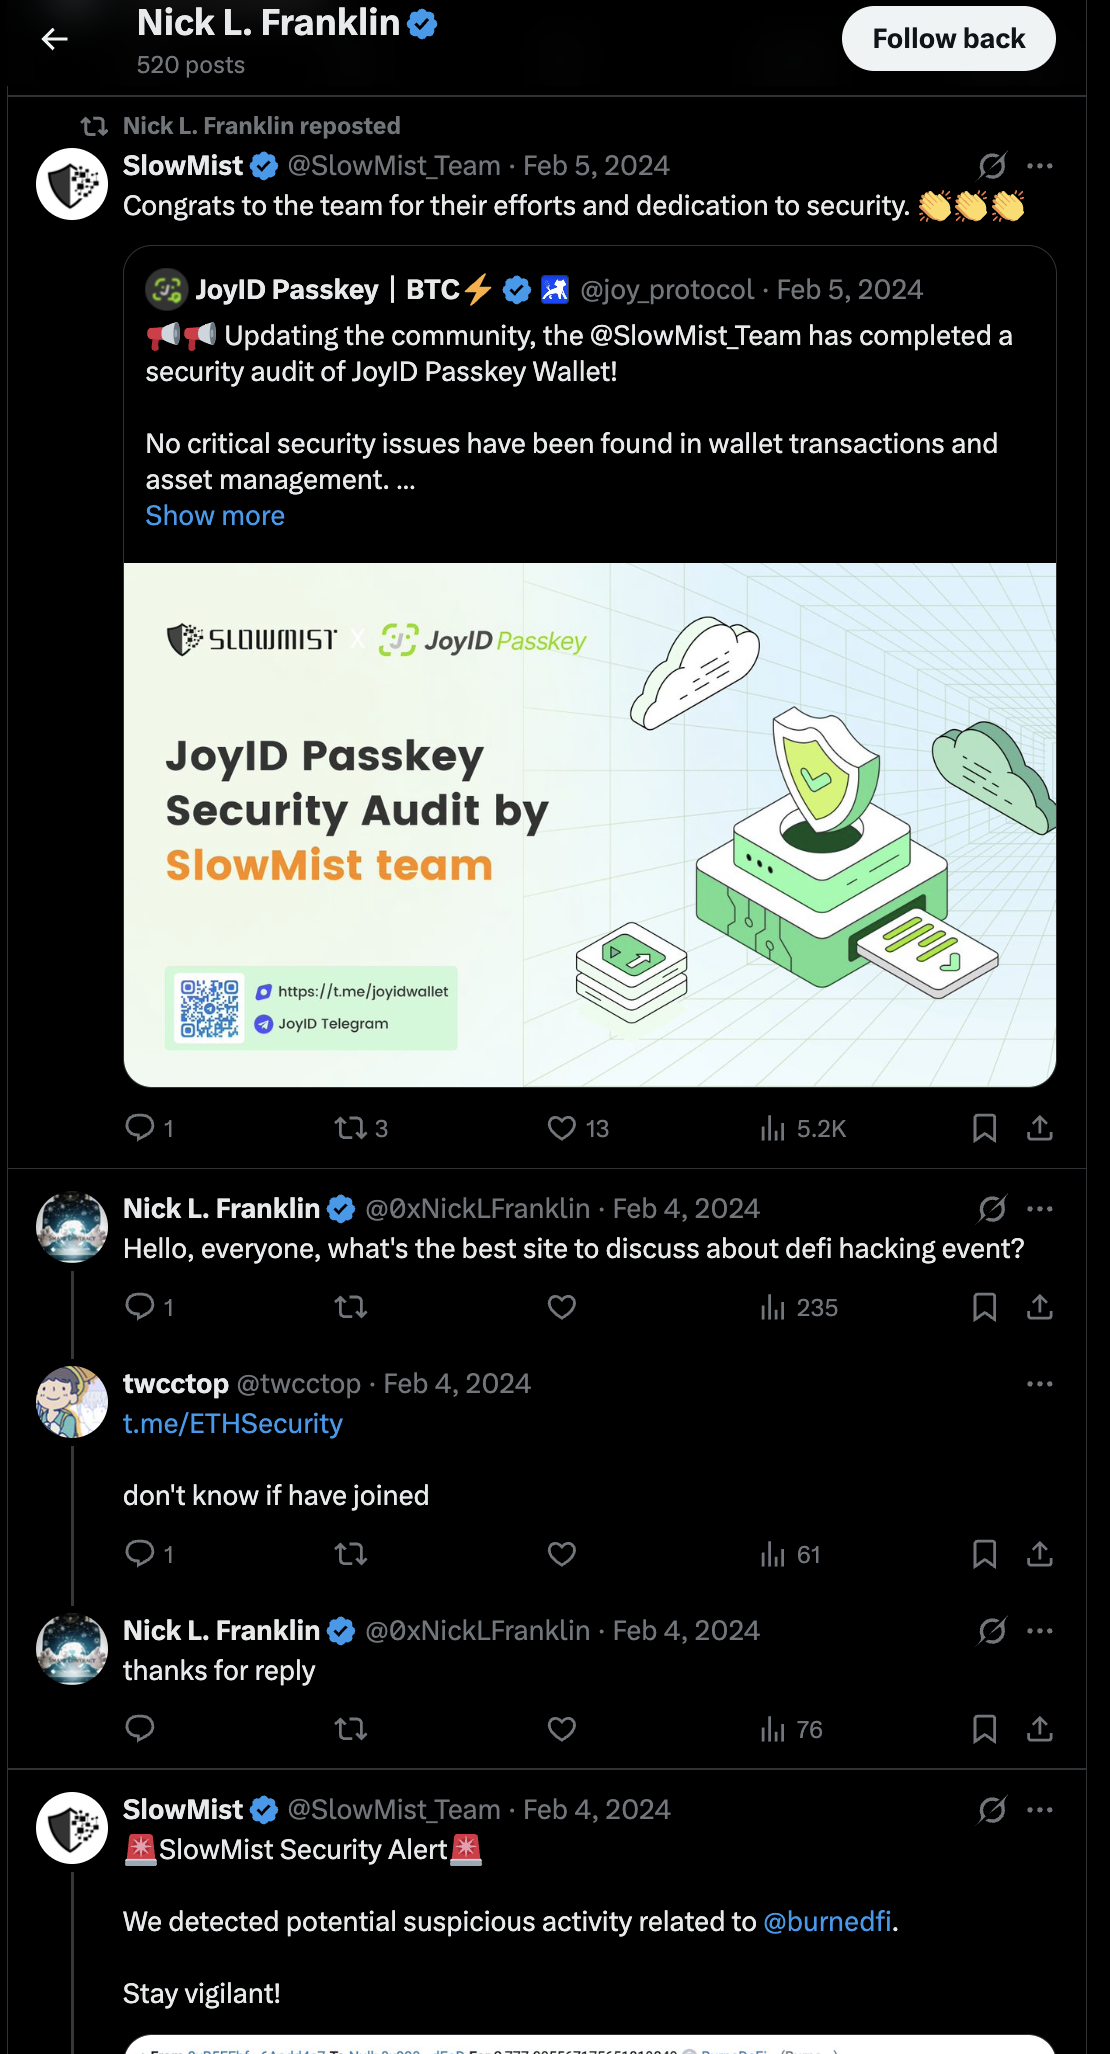 Nick L. Franklin
520 posts
Follow back
Nick L. Franklin reposted
SlowMist @SlowMist_Team · Feb 5, 2024
Congrats to the team for their efforts and dedication to security. 👏👏👏
JoyID Passkey | BTC⚡ @joy_protocol · Feb 5, 2024
📢📢 Updating the community, the @SlowMist_Team has completed a
security audit of JoyID Passkey Wallet!
No critical security issues have been found in wallet transactions and
asset management. ...
Show more
SLOWMIST X JoyID Passkey
JoyID Passkey
Security Audit by
SlowMist team
https://t.me/joyidwallet
JoyID Telegram
1 3 13 5.2K
Nick L. Franklin @0xNickLFranklin · Feb 4, 2024
Hello, everyone, what's the best site to discuss about defi hacking event?
1 235
twcctop @twcctop · Feb 4, 2024
t.me/ETHSecurity
don't know if have joined
1 61
Nick L. Franklin @0xNickLFranklin · Feb 4, 2024
thanks for reply
76
SlowMist @SlowMist_Team · Feb 4, 2024
🚨SlowMist Security Alert🚨
We detected potential suspicious activity related to @burnedfi.
Stay vigilant!